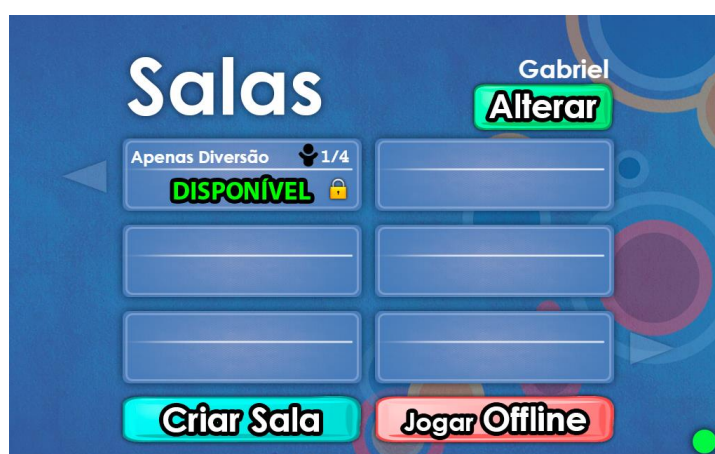 Salas
Gabriel
Alterar
Apenas Diversão 1/4
DISPONÍVEL
Criar Sala
Jogar Offline